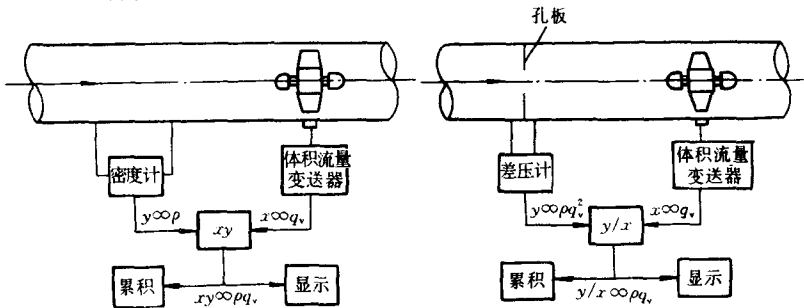 孔板
密度计
体积流量
变送器
y∞ρ
xy
x∞qᵥ
累积
xy∞ρqᵥ
显示
差压计
体积流量
变送器
y∞ρqᵥ²
y/x
x∞qᵥ
累积
y/x∞ρqᵥ
显示